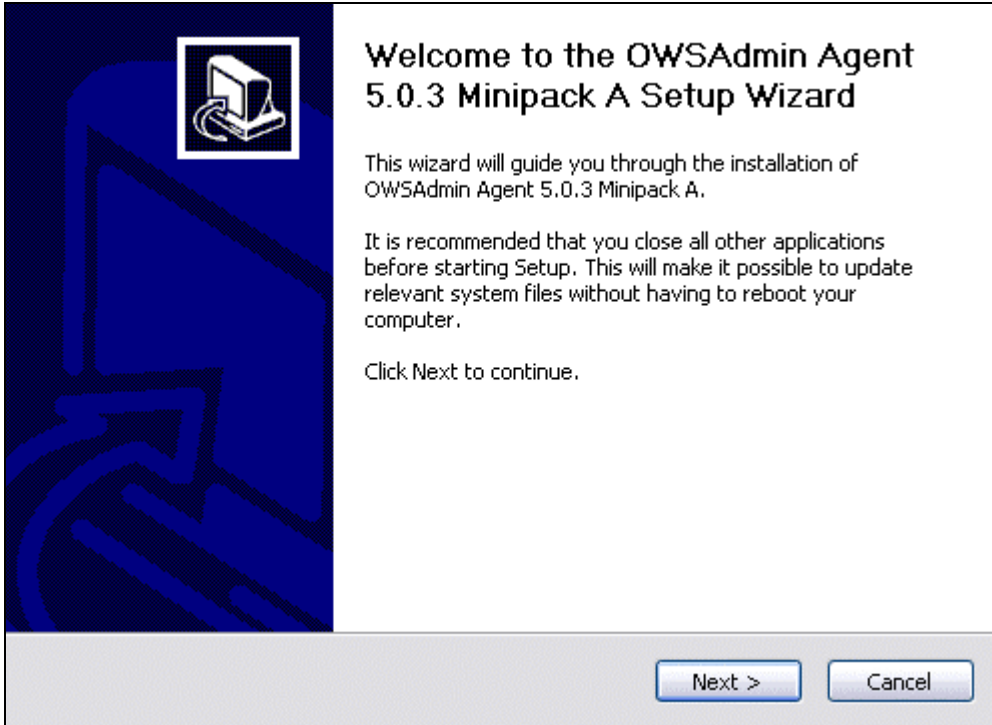 Welcome to the OWSAdmin Agent
5.0.3 Minipack A Setup Wizard
This wizard will guide you through the installation of
OWSAdmin Agent 5.0.3 Minipack A.
It is recommended that you close all other applications
before starting Setup. This will make it possible to update
relevant system files without having to reboot your
computer.
Click Next to continue.
Next >
Cancel